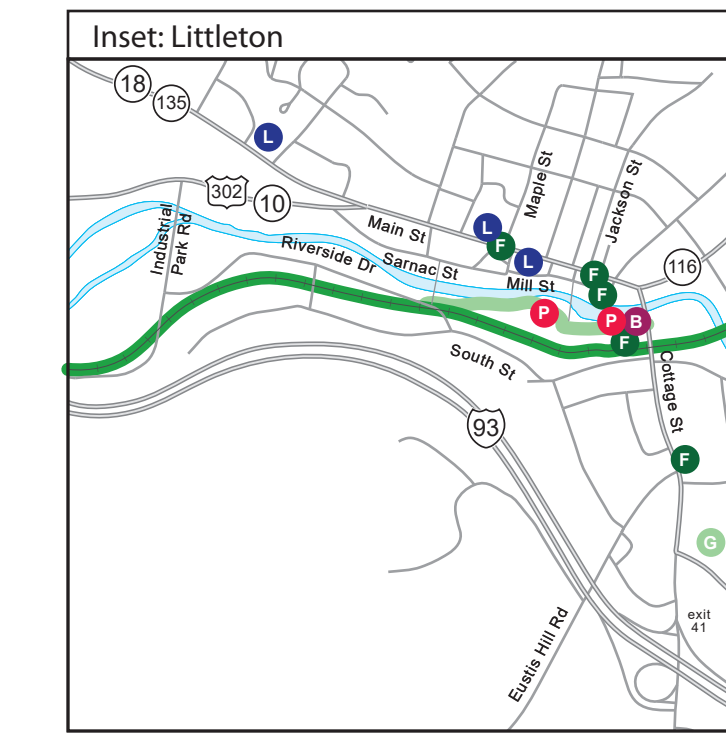 Inset: Littleton
18
135
L
302
10
Industrial
Park Rd
Main St
Riverside Dr
Sarnac St
Mill St
Maple St
Jackson St
L
F
L
F
F
116
P
P
B
F
South St
Cottage St
93
F
G
exit
41
Eustis Hill Rd